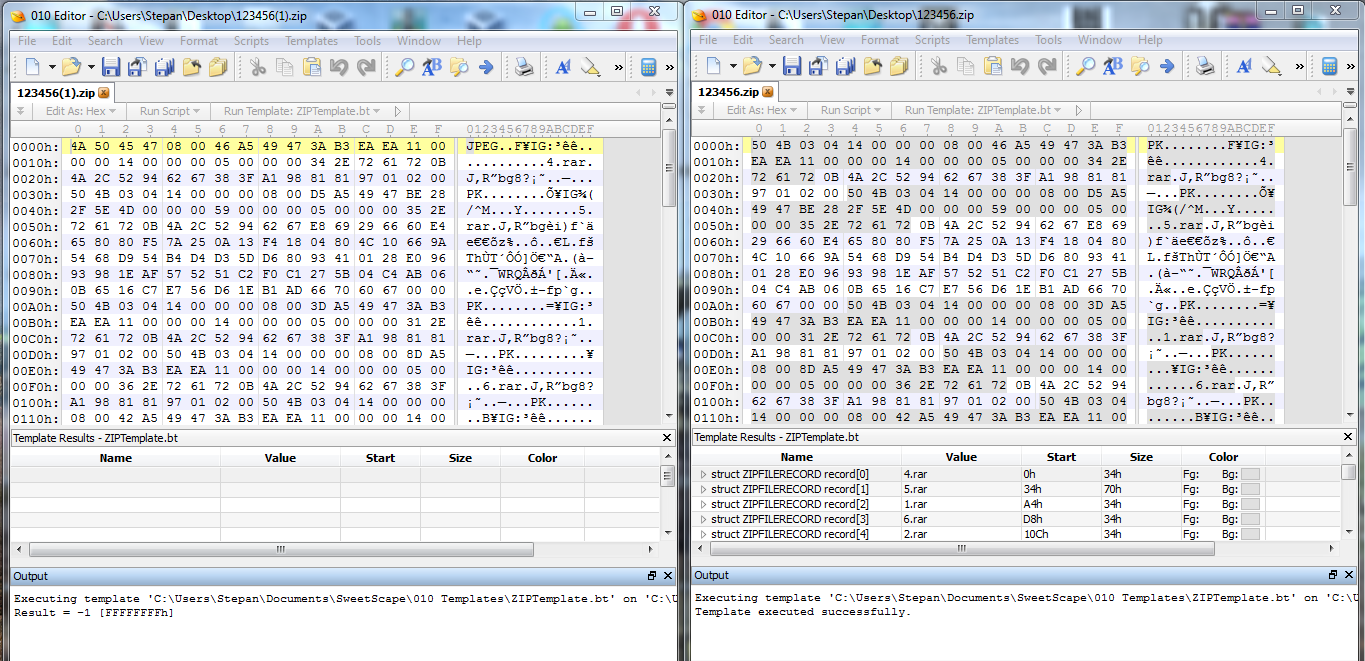 010 Editor - C:\Users\Stepan\Desktop\123456(1).zip
File Edit Search View Format Scripts Templates Tools Window Help
123456(1).zip
Edit As: Hex Run Script Run Template: ZIPTemplate.bt
0 1 2 3 4 5 6 7 8 9 A B C D E F 0123456789ABCDEF
0000h: 4A 50 45 47 08 00 46 A5 49 47 3A B3 EA EA 11 00 JPEG..F¥IG:³êê..
0010h: 00 00 14 00 00 00 05 00 00 00 34 2E 72 61 72 0B ..........4.rar.
0020h: 4A 2C 52 94 62 67 38 3F A1 98 81 81 97 01 02 00 J,R”bg8?¡˜..—...
0030h: 50 4B 03 04 14 00 00 00 08 00 D5 A5 49 47 BE 28 PK........Õ¥IG¾(
0040h: 2F 5E 4D 00 00 00 59 00 00 00 05 00 00 00 35 2E /^M...Y.......5.
0050h: 72 61 72 0B 4A 2C 52 94 62 67 E8 69 29 66 60 E4 rar.J,R”bgèi)f`ä
0060h: 65 80 80 F5 7A 25 0A 13 F4 18 04 80 4C 10 66 9A e€€õz%..ô..€L.fš
0070h: 54 68 D9 54 B4 D4 D3 5D D6 80 93 41 01 28 E0 96 ThÙT´ÔÓ]Ö€“A.(à–
0080h: 93 98 1E AF 57 52 51 C2 F0 C1 27 5B 04 C4 AB 06 “˜.¯WRQÂðÁ'[.Ä«.
0090h: 0B 65 16 C7 E7 56 D6 1E B1 AD 66 70 60 67 00 00 .e.ÇçVÖ.±-fp`g..
00A0h: 50 4B 03 04 14 00 00 00 08 00 3D A5 49 47 3A B3 PK........=¥IG:³
00B0h: EA EA 11 00 00 00 14 00 00 00 05 00 00 00 31 2E êê............1.
00C0h: 72 61 72 0B 4A 2C 52 94 62 67 38 3F A1 98 81 81 rar.J,R”bg8?¡˜..
00D0h: 97 01 02 00 50 4B 03 04 14 00 00 00 08 00 8D A5 —...PK.........¥
00E0h: 49 47 3A B3 EA EA 11 00 00 00 14 00 00 00 05 00 IG:³êê..........
00F0h: 00 00 36 2E 72 61 72 0B 4A 2C 52 94 62 67 38 3F ..6.rar.J,R”bg8?
0100h: A1 98 81 81 97 01 02 00 50 4B 03 04 14 00 00 00 ¡˜..—...PK......
0110h: 08 00 42 A5 49 47 3A B3 EA EA 11 00 00 00 14 00 ..B¥IG:³êê......
Template Results - ZIPTemplate.bt
Name Value Start Size Color
Output
Executing template 'C:\Users\Stepan\Documents\SweetScape\010 Templates\ZIPTemplate.bt' on 'C:\U
Result = -1 [FFFFFFFFh]
010 Editor - C:\Users\Stepan\Desktop\123456.zip
File Edit Search View Format Scripts Templates Tools Window Help
123456.zip
Edit As: Hex Run Script Run Template: ZIPTemplate.bt
0 1 2 3 4 5 6 7 8 9 A B C D E F 0123456789ABCDEF
0000h: 50 4B 03 04 14 00 00 00 08 00 46 A5 49 47 3A B3 PK........F¥IG:³
0010h: EA EA 11 00 00 00 14 00 00 00 05 00 00 00 34 2E êê............4.
0020h: 72 61 72 0B 4A 2C 52 94 62 67 38 3F A1 98 81 81 rar.J,R”bg8?¡˜..
0030h: 97 01 02 00 50 4B 03 04 14 00 00 00 08 00 D5 A5 —...PK........Õ¥
0040h: 49 47 BE 28 2F 5E 4D 00 00 00 59 00 00 00 05 00 IG¾(/^M...Y.....
0050h: 00 00 35 2E 72 61 72 0B 4A 2C 52 94 62 67 E8 69 ..5.rar.J,R”bgèi
0060h: 29 66 60 E4 65 80 80 F5 7A 25 0A 13 F4 18 04 80 )f`äe€€õz%..ô..€
0070h: 4C 10 66 9A 54 68 D9 54 B4 D4 D3 5D D6 80 93 41 L.fšThÙT´ÔÓ]Ö€“A
0080h: 01 28 E0 96 93 98 1E AF 57 52 51 C2 F0 C1 27 5B .(à–“˜.¯WRQÂðÁ'[
0090h: 04 C4 AB 06 0B 65 16 C7 E7 56 D6 1E B1 AD 66 70 .Ä«..e.ÇçVÖ.±-fp
00A0h: 60 67 00 00 50 4B 03 04 14 00 00 00 08 00 3D A5 `g..PK........=¥
00B0h: 49 47 3A B3 EA EA 11 00 00 00 14 00 00 00 05 00 IG:³êê..........
00C0h: 00 00 31 2E 72 61 72 0B 4A 2C 52 94 62 67 38 3F ..1.rar.J,R”bg8?
00D0h: A1 98 81 81 97 01 02 00 50 4B 03 04 14 00 00 00 ¡˜..—...PK......
00E0h: 08 00 8D A5 49 47 3A B3 EA EA 11 00 00 00 14 00 ...¥IG:³êê......
00F0h: 00 00 05 00 00 00 36 2E 72 61 72 0B 4A 2C 52 94 ......6.rar.J,R”
0100h: 62 67 38 3F A1 98 81 81 97 01 02 00 50 4B 03 04 bg8?¡˜..—...PK..
0110h: 14 00 00 00 08 00 42 A5 49 47 3A B3 EA EA 11 00 ......B¥IG:³êê..
Template Results - ZIPTemplate.bt
Name Value Start Size Color
struct ZIPFILERECORD record[0] 4.rar 0h 34h Fg: Bg:
struct ZIPFILERECORD record[1] 5.rar 34h 70h Fg: Bg:
struct ZIPFILERECORD record[2] 1.rar A4h 34h Fg: Bg:
struct ZIPFILERECORD record[3] 6.rar D8h 34h Fg: Bg:
struct ZIPFILERECORD record[4] 2.rar 10Ch 34h Fg: Bg:
Output
Executing template 'C:\Users\Stepan\Documents\SweetScape\010 Templates\ZIPTemplate.bt' on 'C:\U
Template executed successfully.